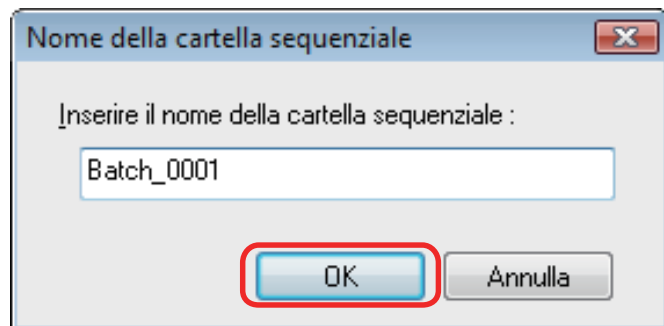 Nome della cartella sequenziale
Inserire il nome della cartella sequenziale :
Batch_0001
OK
Annulla